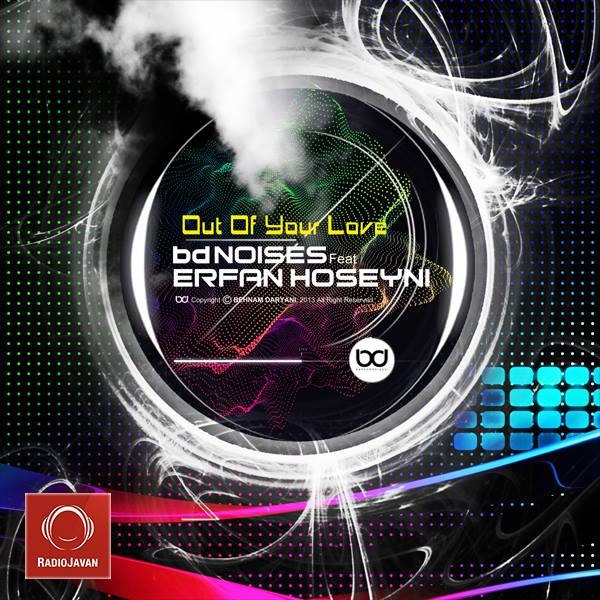 Out Of Your Love
bd NOISES Feat
ERFAN HOSEYNI
bd Copyright © BEHNAM DARYANI, 2013 All Right Reserved
bd
RADIOJAVAN